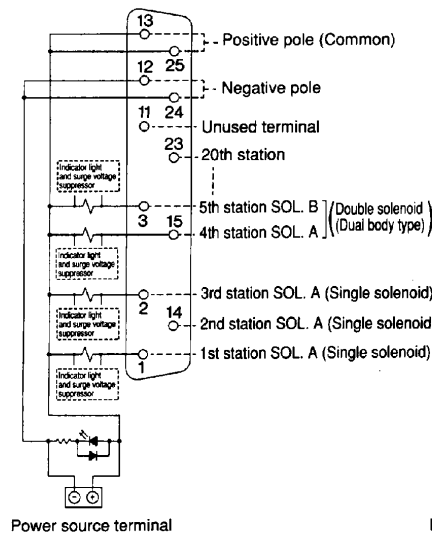 13
Positive pole (Common)
25
12
Negative pole
24
11
Unused terminal
23
20th station
Indicator light
and surge voltage
suppressor
5th station SOL. B
(Double solenoid)
3
15
4th station SOL. A
(Dual body type)
Indicator light
and surge voltage
suppressor
3rd station SOL. A (Single solenoid)
2
Indicator light
and surge voltage
suppressor
14
2nd station SOL. A (Single solenoid
1st station SOL. A (Single solenoid)
1
Indicator light
and surge voltage
suppressor
⊖ ⊕
Power source terminal